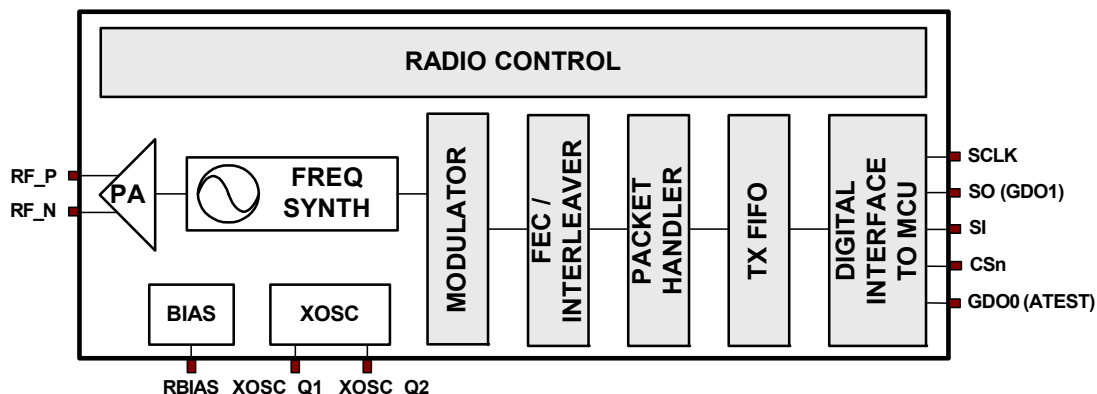 RADIO CONTROL
RF_P
RF_N
PA
FREQ
SYNTH
MODULATOR
FEC /
INTERLEAVER
PACKET
HANDLER
TX FIFO
DIGITAL
INTERFACE
TO MCU
SCLK
SO (GDO1)
SI
CSn
GDO0 (ATEST)
BIAS
XOSC
RBIAS XOSC_Q1 XOSC_Q2